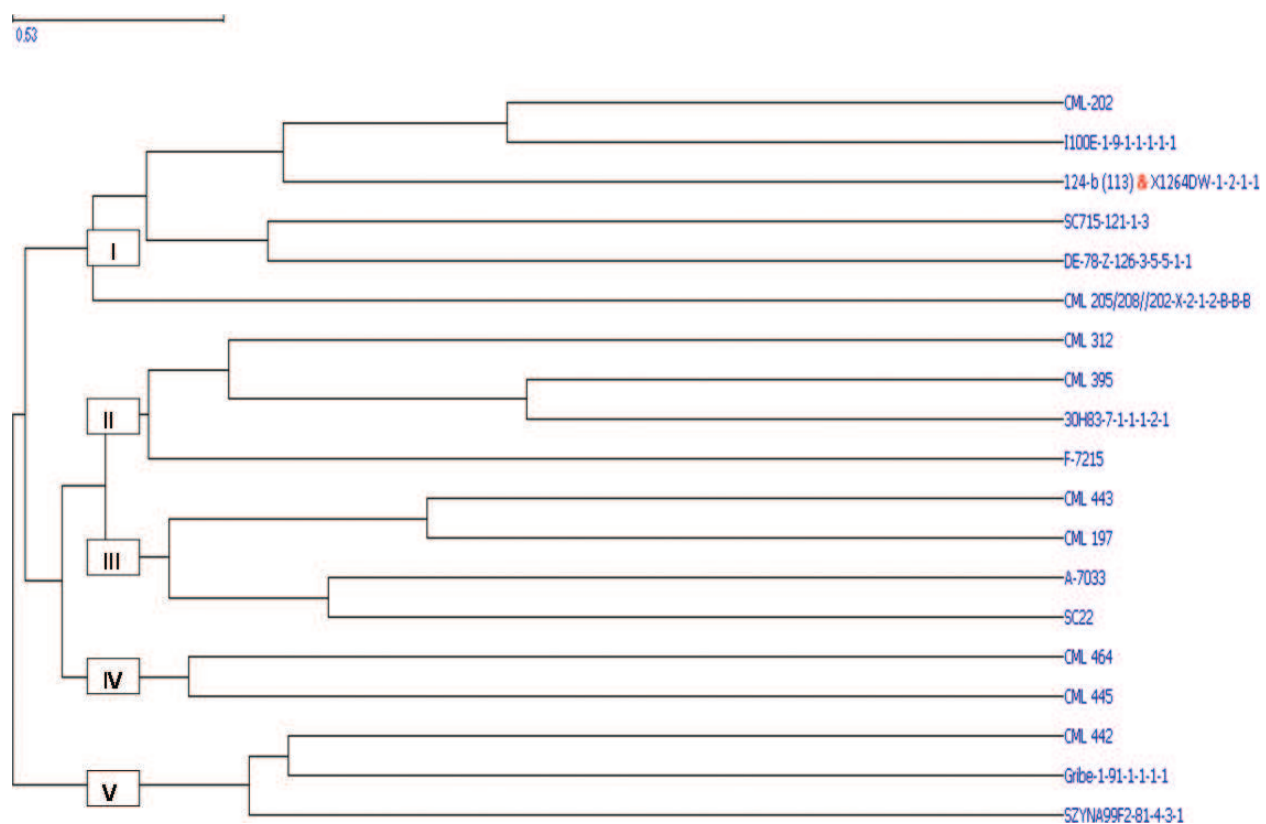 0.53
CML-202
I100E-1-9-1-1-1-1-1
124-b (113) & X1264DW-1-2-1-1
SC715-121-1-3
I
DE-78-Z-126-3-5-5-1-1
CML 205/208//202-X-2-1-2-B-B-B
CML 312
CML 395
II
30H83-7-1-1-1-2-1
F-7215
CML 443
CML 197
III
A-7033
SC22
CML 464
IV
CML 445
CML 442
Gribe-1-91-1-1-1-1
V
SZYNA99F2-81-4-3-1